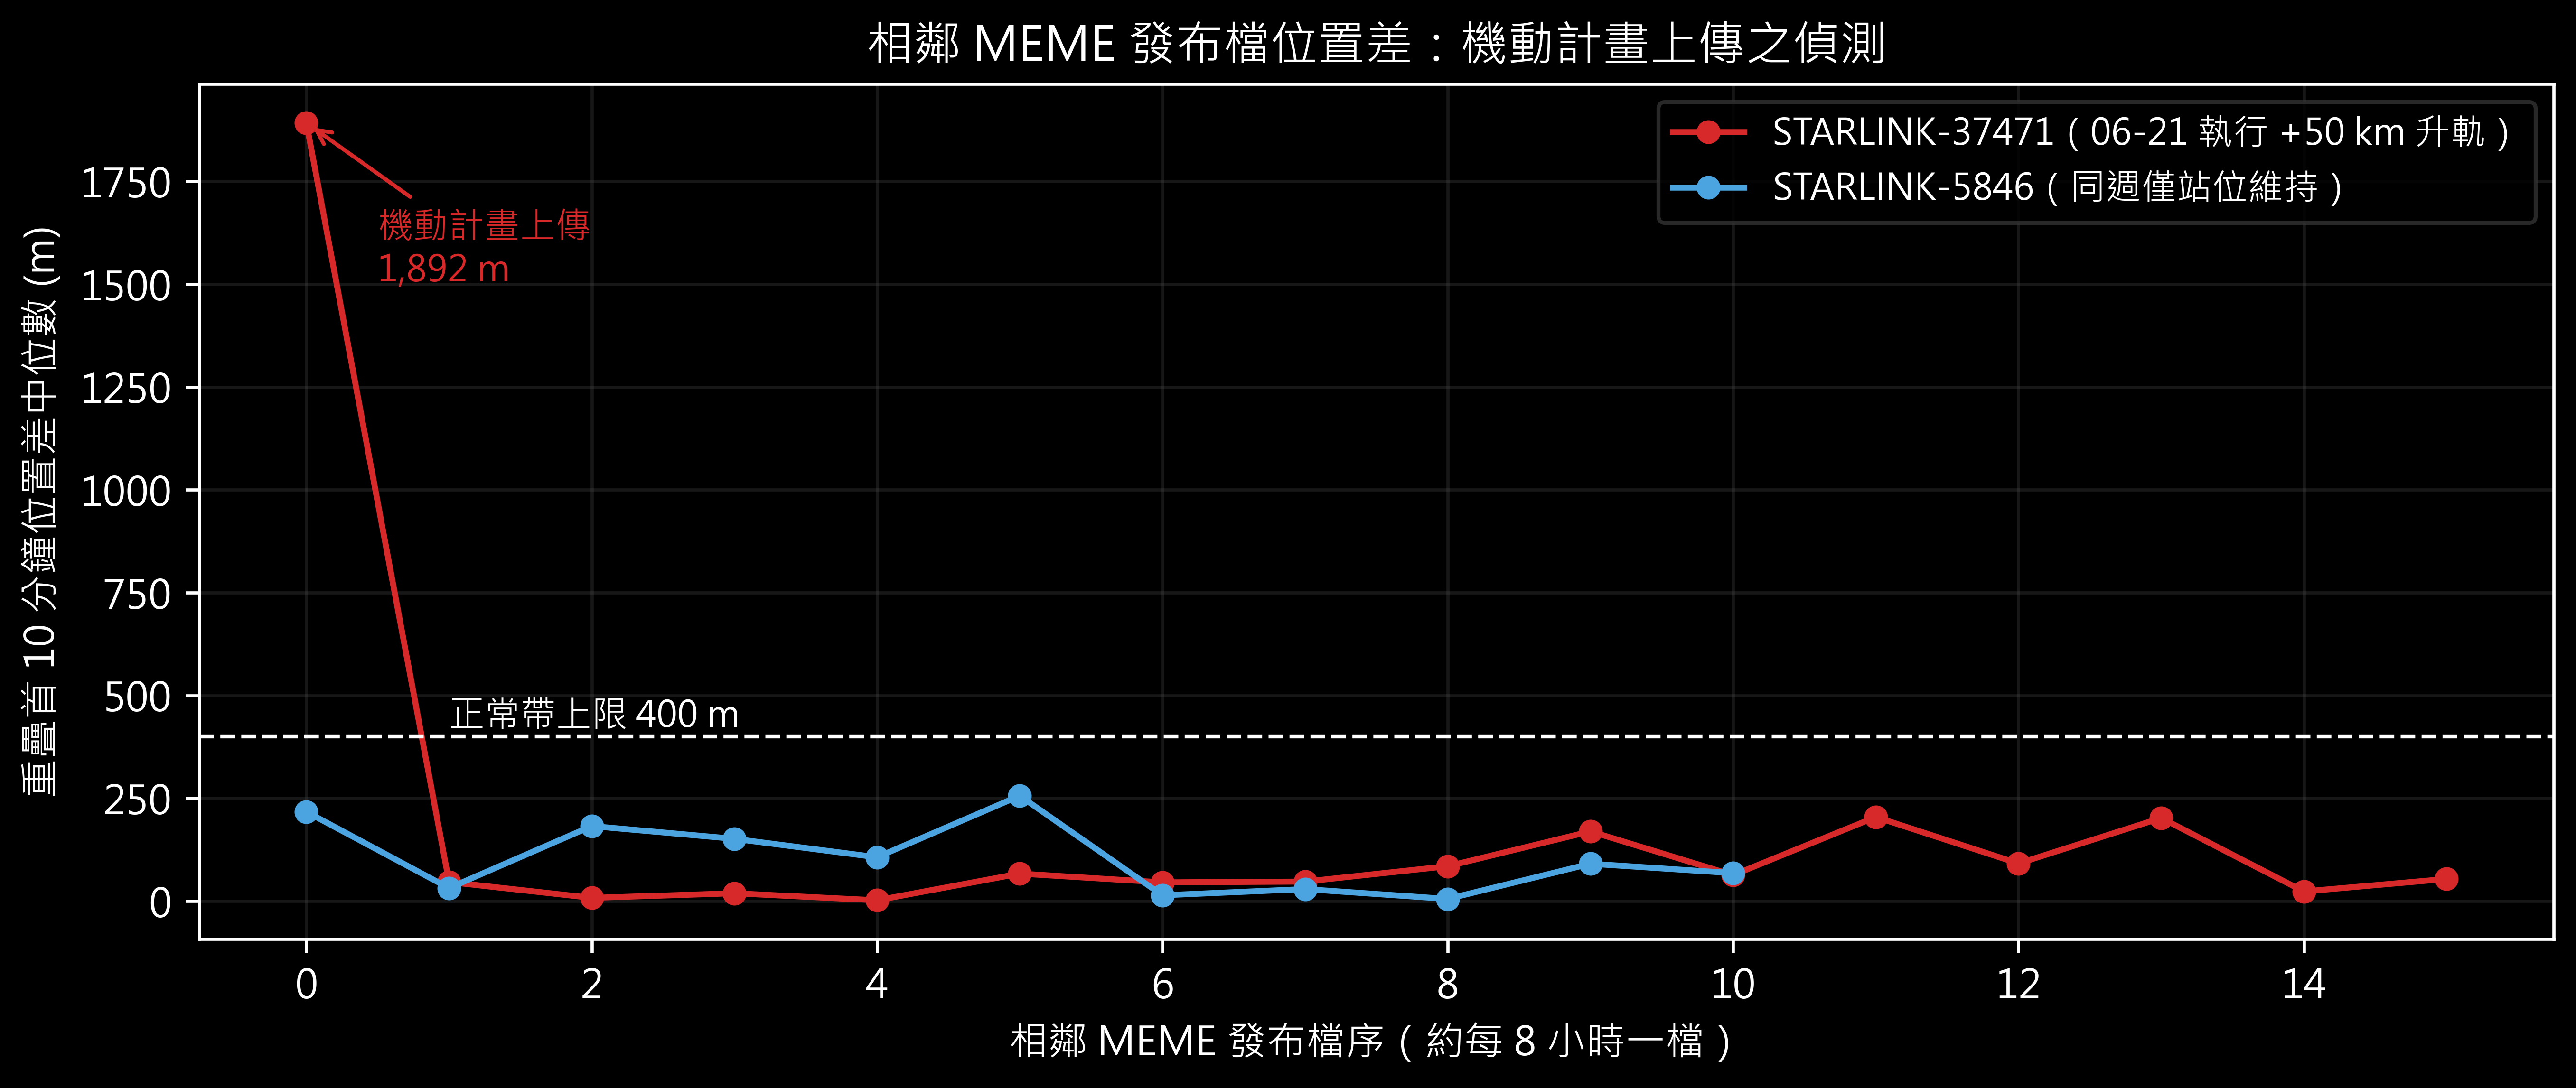 相鄰 MEME 發布檔位置差：機動計畫上傳之偵測
STARLINK-37471（06-21 執行 +50 km 升軌）
STARLINK-5846（同週僅站位維持）
機動計畫上傳
1,892 m
正常帶上限 400 m
重疊首 10 分鐘位置差中位數 (m)
1750
1500
1250
1000
750
500
250
0
0
2
4
6
8
10
12
14
相鄰 MEME 發布檔序（約每 8 小時一檔）